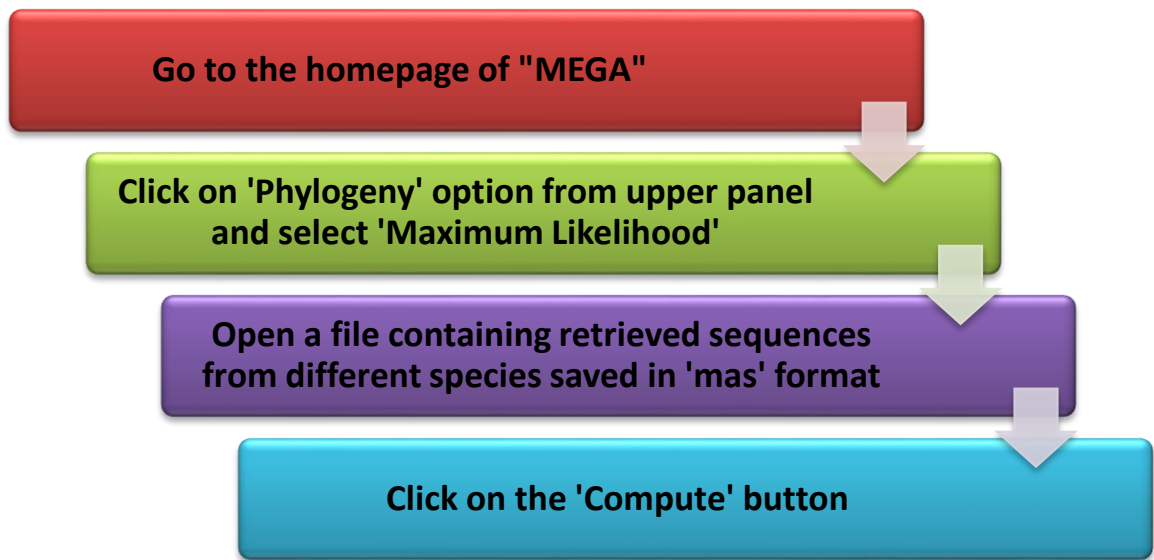 Go to the homepage of "MEGA"
Click on 'Phylogeny' option from upper panel
and select 'Maximum Likelihood'
Open a file containing retrieved sequences
from different species saved in 'mas' format
Click on the 'Compute' button